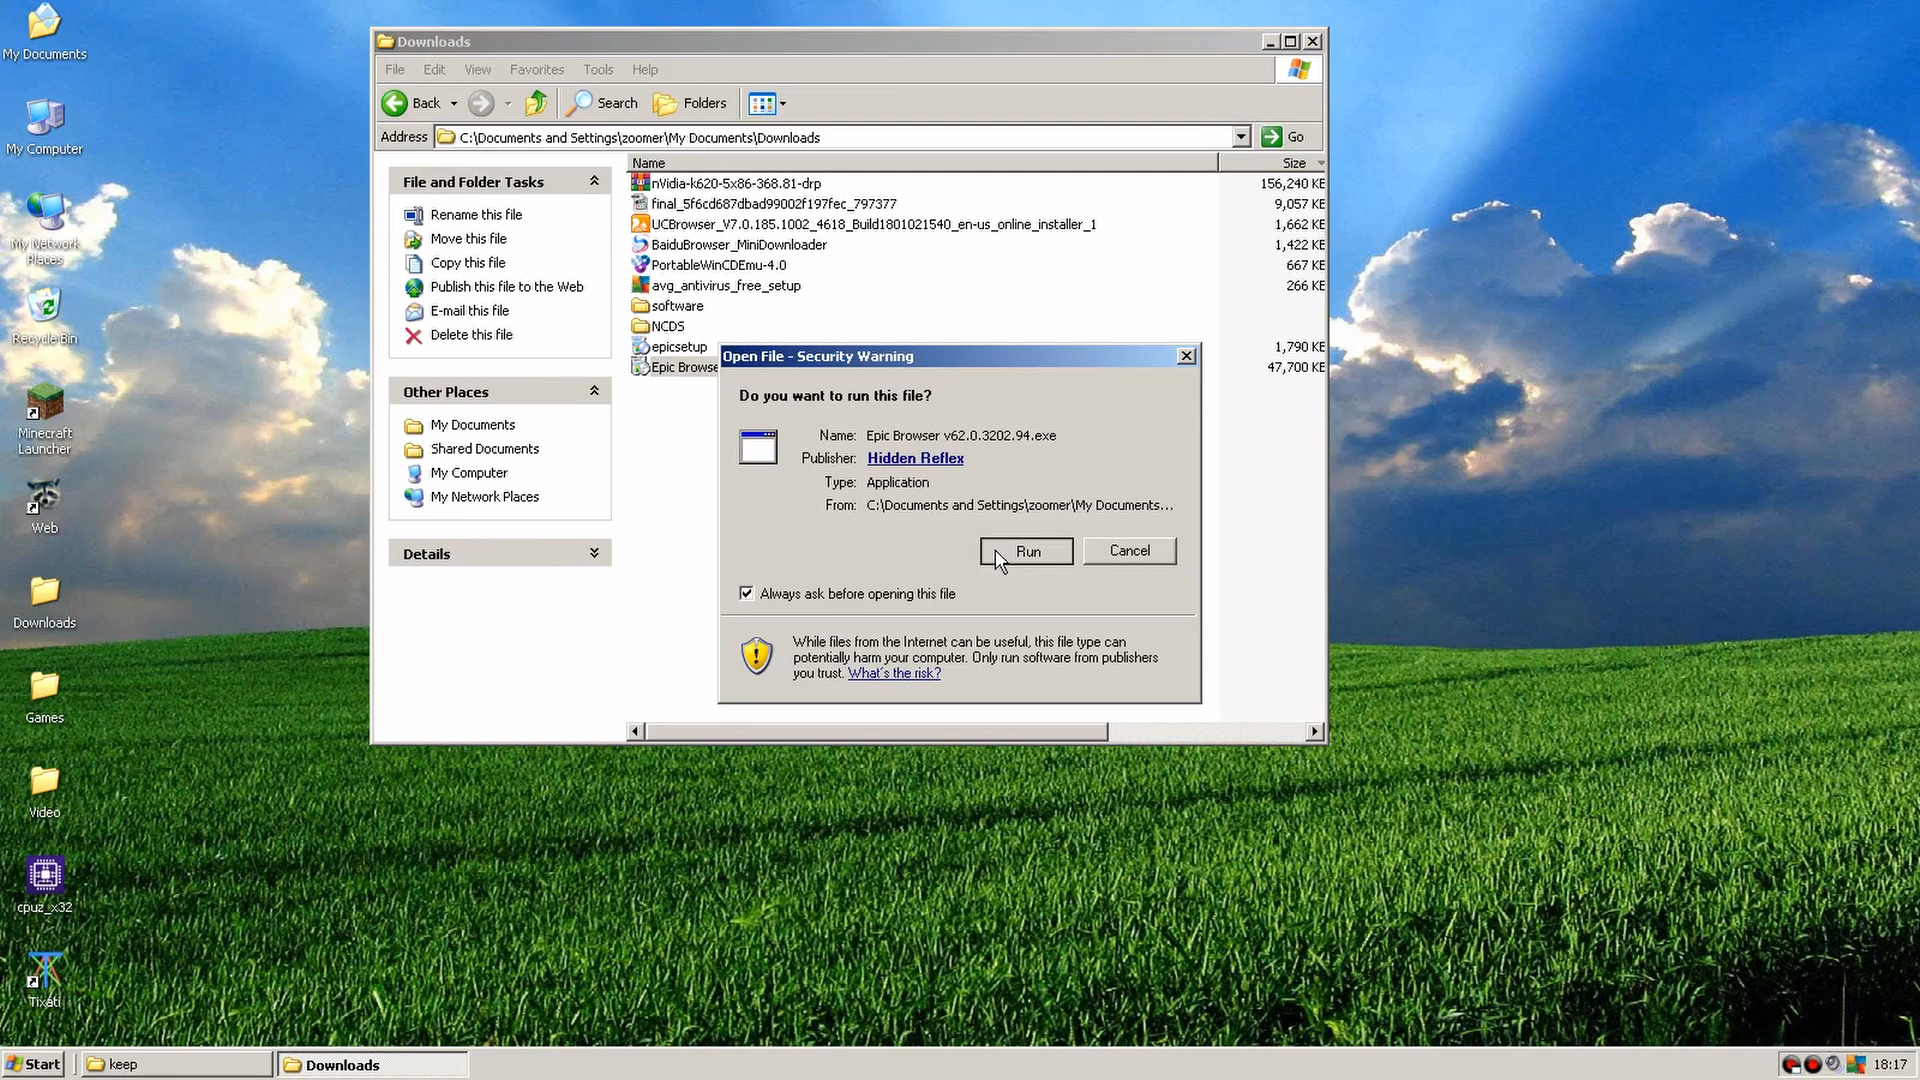 My Documents
My Computer
My Network
Places
Recycle Bin
Minecraft
Launcher
Web
Downloads
Games
Video
cpuz_x32
Tixati
Downloads
File Edit View Favorites Tools Help
Back Search Folders
Address C:\Documents and Settings\zoomer\My Documents\Downloads Go
File and Folder Tasks
Rename this file
Move this file
Copy this file
Publish this file to the Web
E-mail this file
Delete this file
Other Places
My Documents
Shared Documents
My Computer
My Network Places
Details
Name Size
nVidia-k620-5x86-368.81-drp 156,240 KB
final_5f6cd687dbad99002f197fec_797377 9,057 KB
UCBrowser_V7.0.185.1002_4618_Build1801021540_en-us_online_installer_1 1,662 KB
BaiduBrowser_MiniDownloader 1,422 KB
PortableWinCDEmu-4.0 667 KB
avg_antivirus_free_setup 266 KB
software
NCDS
epicsetup 1,790 KB
Epic Browse 47,700 KB
Open File - Security Warning
Do you want to run this file?
Name: Epic Browser v62.0.3202.94.exe
Publisher: Hidden Reflex
Type: Application
From: C:\Documents and Settings\zoomer\My Documents...
Run Cancel
Always ask before opening this file
While files from the Internet can be useful, this file type can
potentially harm your computer. Only run software from publishers
you trust. What's the risk?
Start keep Downloads 18:17